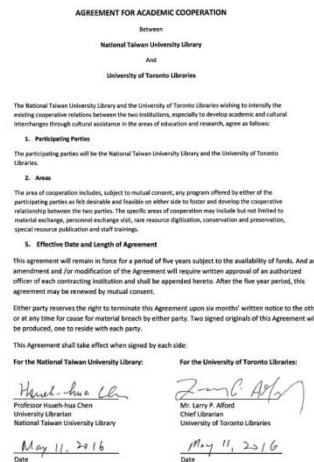 AGREEMENT FOR ACADEMIC COOPERATION
Between
National Taiwan University Library
And
University of Toronto Libraries
The National Taiwan University Library and the University of Toronto Libraries wishing to intensify the
existing cooperative relations between the two institutions, especially to develop academic and cultural
interchanges through cultural assistance in the areas of education and research, agree as follows:
1. Participating Parties
The participating parties will be the National Taiwan University Library and the University of Toronto
Libraries.
2. Areas
The area of cooperation includes, subject to mutual consent, any program offered by either of the
participating parties as felt desirable and feasible on either side to foster and develop the cooperative
relationship between the two parties. The specific areas of cooperation may include but not limited to
material exchange, personnel exchange visit, rare resource digitization, conservation and preservation,
special resource publication and staff trainings.
5. Effective Date and Length of Agreement
This agreement will remain in force for a period of five years subject to the availability of funds. And an
amendment and /or modification of the Agreement will require written approval of an authorized
officer of each contracting institution and shall be appended hereto. After the five year period, this
agreement may be renewed by mutual consent.
Either party reserves the right to terminate this Agreement upon six months' written notice to the oth
or at any time for cause for material breach by either party. Two signed originals of this Agreement wi
be produced, one to reside with each party.
This Agreement shall take effect when signed by each side:
For the National Taiwan University Library: For the University of Toronto Libraries:
Hsueh-hua Chen
Professor Hsueh-hua Chen Mr. Larry P. Alford
University Librarian Chief Librarian
National Taiwan University Library University of Toronto Libraries
May 11, 2016 May 11, 2016
Date Date